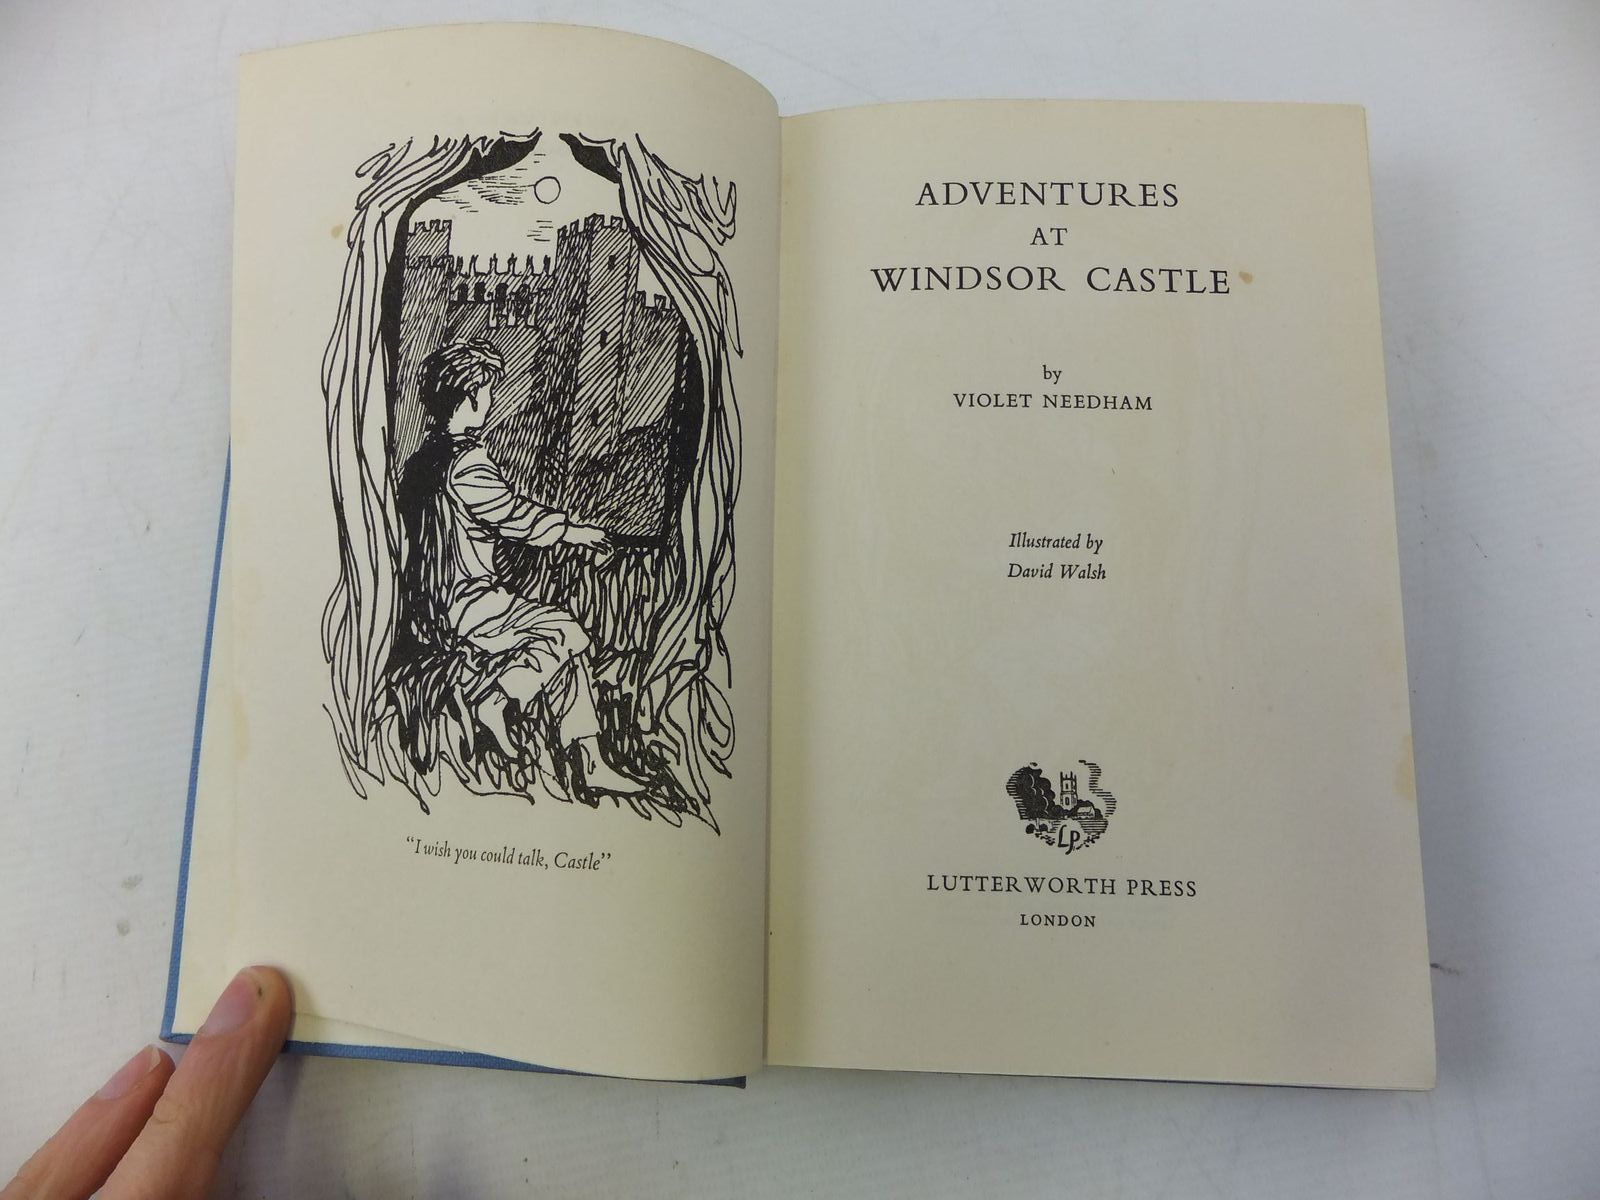 "I wish you could talk, Castle"
ADVENTURES
AT
WINDSOR CASTLE
by
VIOLET NEEDHAM
Illustrated by
David Walsh
LP
LUTTERWORTH PRESS
LONDON